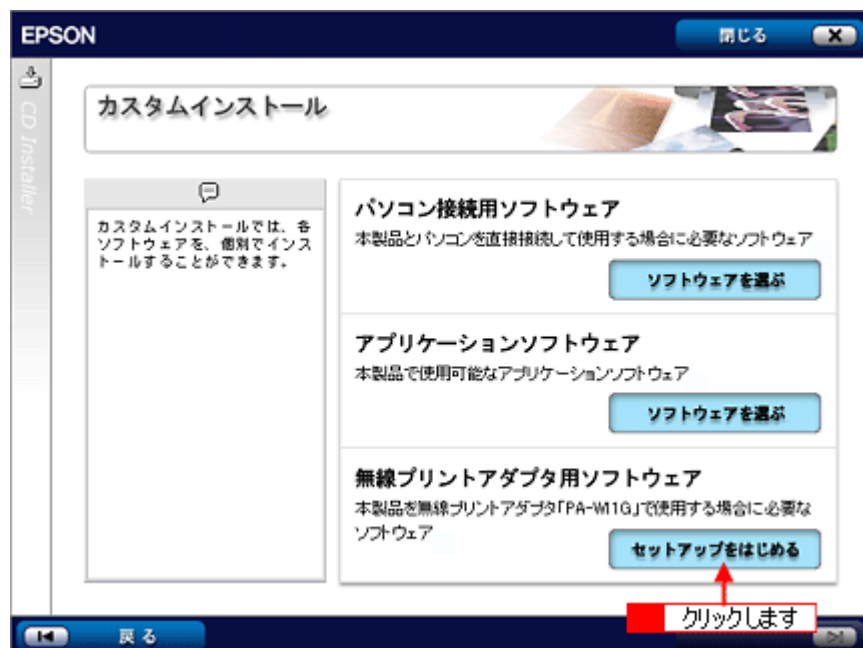 EPSON
閉じる
CD Installer
カスタムインストール
カスタムインストールでは、各
ソフトウェアを、個別でインス
トールすることができます。
パソコン接続用ソフトウェア
本製品とパソコンを直接接続して使用する場合に必要なソフトウェア
ソフトウェアを選ぶ
アプリケーションソフトウェア
本製品で使用可能なアプリケーションソフトウェア
ソフトウェアを選ぶ
無線プリントアダプタ用ソフトウェア
本製品を無線プリントアダプタ「PA-W11G」で使用する場合に必要な
ソフトウェア
セットアップをはじめる
クリックします
戻る